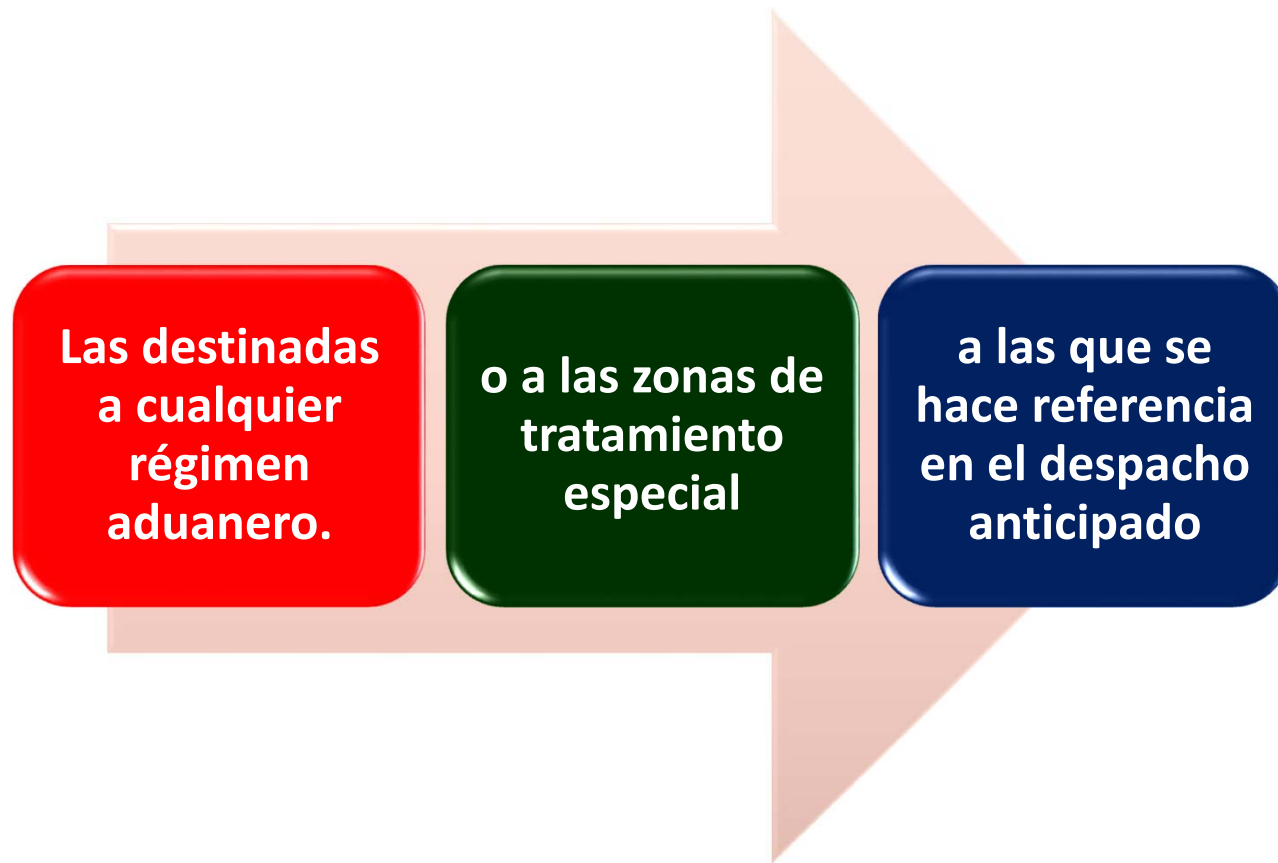 Las destinadas
a cualquier
régimen
aduanero.
o a las zonas de
tratamiento
especial
a las que se
hace referencia
en el despacho
anticipado